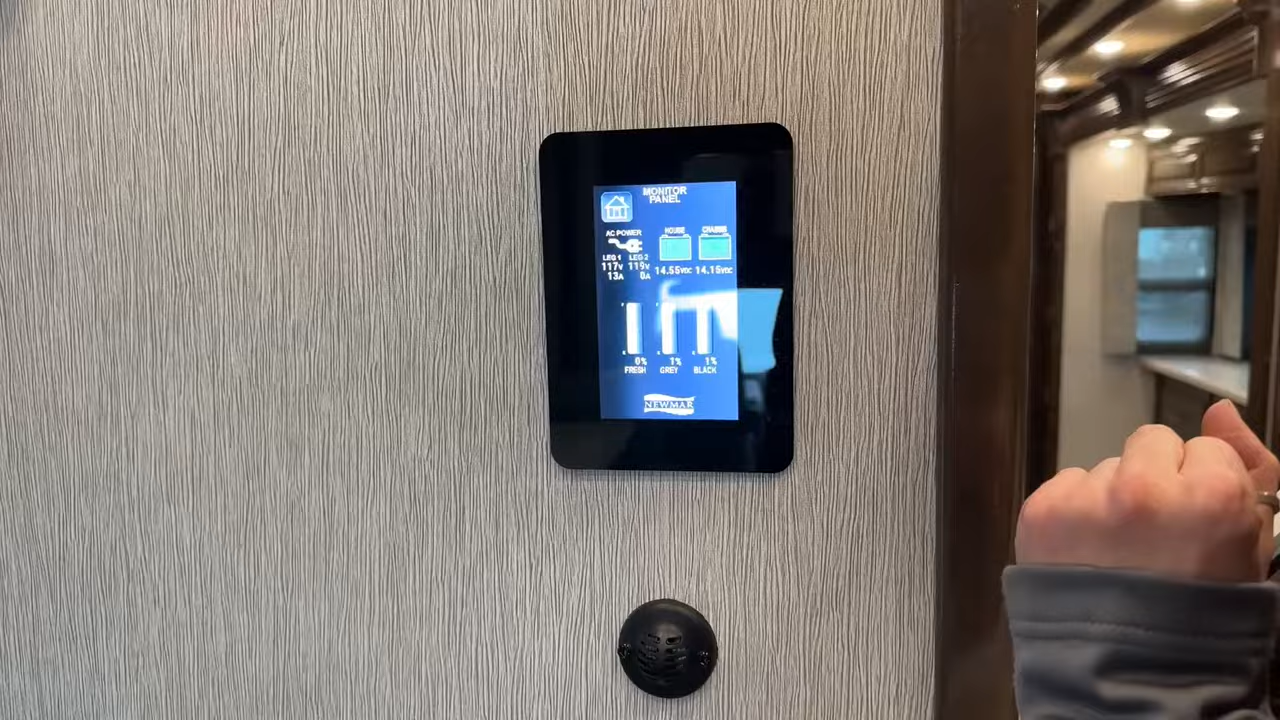 MONITOR
PANEL
AC POWER
HOUSE
CHASSIS
LEG 1 LEG 2
117V 119V
13A 0A
14.55VDC 14.15VDC
0% 1% 1%
FRESH GREY BLACK
NEWMAR